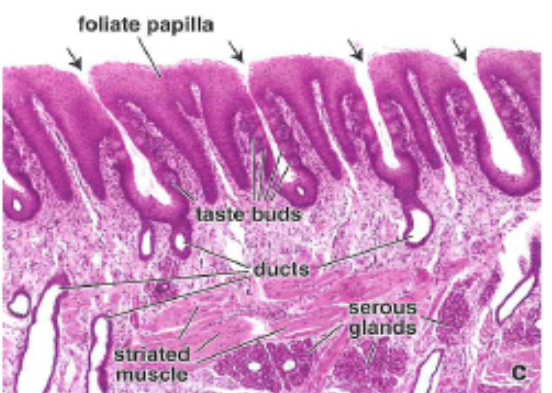 foliate papilla
taste buds
ducts
serous
glands
striated
muscle
C